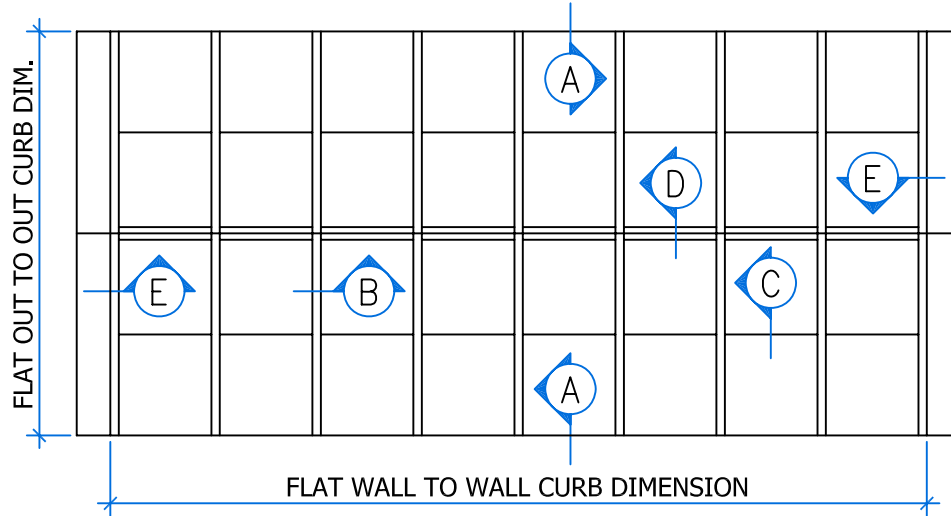 A
D
E
E
B
C
A
FLAT OUT TO OUT CURB DIM.
FLAT WALL TO WALL CURB DIMENSION